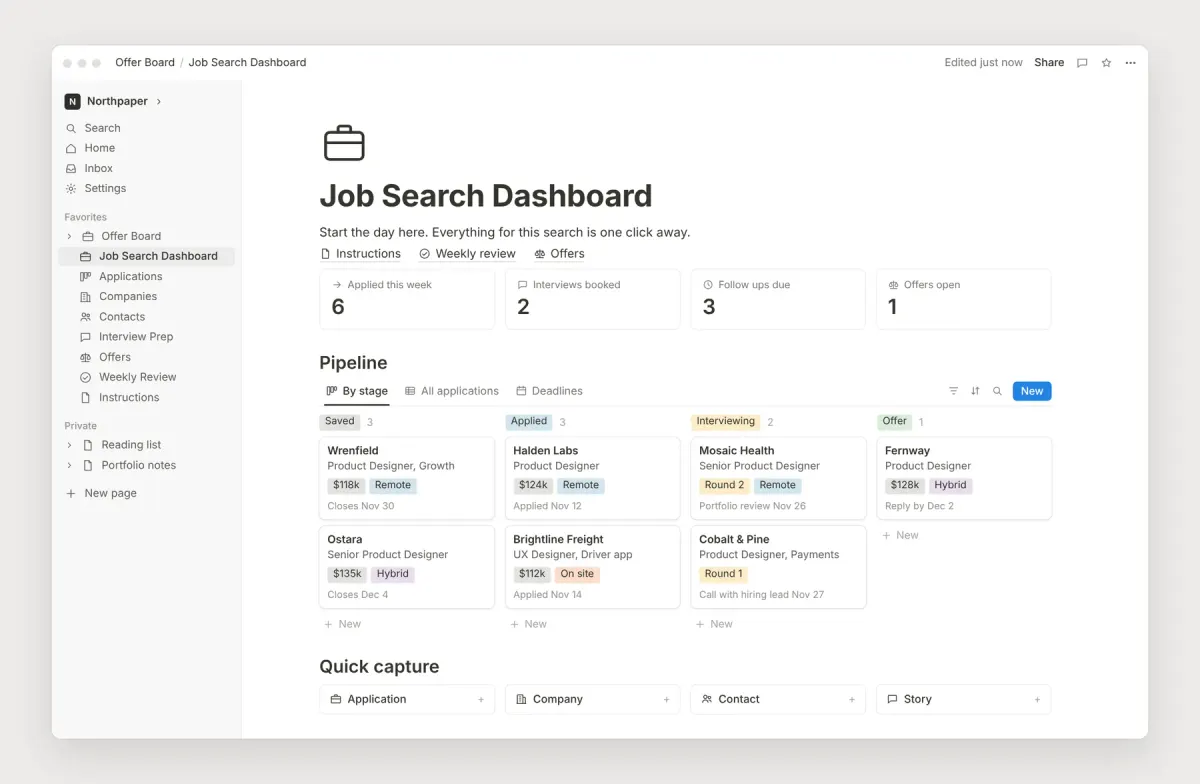 Offer Board / Job Search Dashboard
Edited just now Share
N Northpaper
Search
Home
Inbox
Settings
Favorites
Offer Board
Job Search Dashboard
Applications
Companies
Contacts
Interview Prep
Offers
Weekly Review
Instructions
Private
Reading list
Portfolio notes
New page
Job Search Dashboard
Start the day here. Everything for this search is one click away.
Instructions Weekly review Offers
Applied this week
6
Interviews booked
2
Follow ups due
3
Offers open
1
Pipeline
By stage All applications Deadlines
New
Saved 3
Wrenfield
Product Designer, Growth
$118k Remote
Closes Nov 30
Ostara
Senior Product Designer
$135k Hybrid
Closes Dec 4
+ New
Applied 3
Halden Labs
Product Designer
$124k Remote
Applied Nov 12
Brightline Freight
UX Designer, Driver app
$112k On site
Applied Nov 14
+ New
Interviewing 2
Mosaic Health
Senior Product Designer
Round 2 Remote
Portfolio review Nov 26
Cobalt & Pine
Product Designer, Payments
Round 1
Call with hiring lead Nov 27
+ New
Offer 1
Fernway
Product Designer
$128k Hybrid
Reply by Dec 2
+ New
Quick capture
Application +
Company +
Contact +
Story +